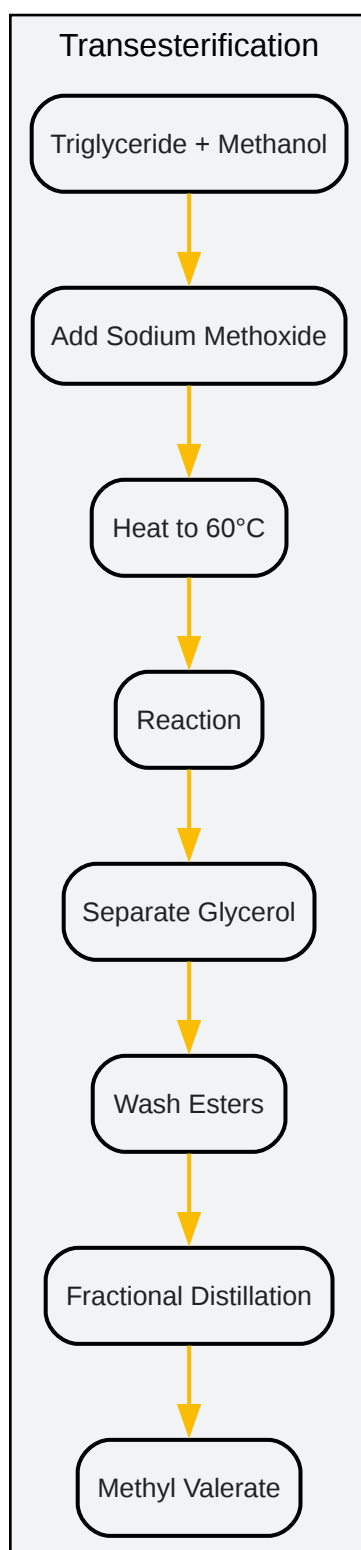 Transesterification
Triglyceride + Methanol
Add Sodium Methoxide
Heat to 60°C
Reaction
Separate Glycerol
Wash Esters
Fractional Distillation
Methyl Valerate